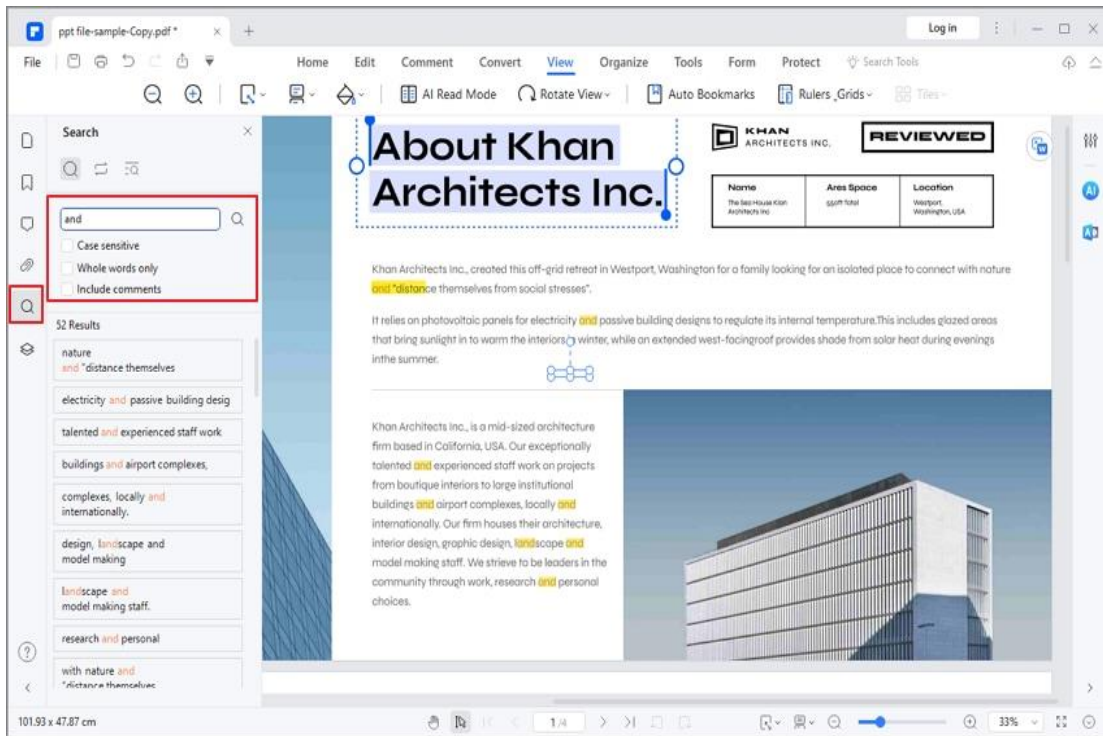 ppt file-sample-Copy.pdf *
Log in
File Home Edit Comment Convert View Organize Tools Form Protect Search Tools
AI Read Mode Rotate View Auto Bookmarks Rulers ,Grids Tiles
Search
and
Case sensitive
Whole words only
Include comments
52 Results
nature
and "distance themselves
electricity and passive building desig
talented and experienced staff work
buildings and airport complexes,
complexes, locally and
internationally.
design, landscape and
model making
landscape and
model making staff.
research and personal
with nature and
"distance themselves
About Khan
Architects Inc.
KHAN
ARCHITECTS INC.
REVIEWED
Name Ares Space Location
The Sea House Klan
Architects Inc
550ft Total
Westport,
Washington, USA
Khan Architects Inc., created this off-grid retreat in Westport, Washington for a family looking for an isolated place to connect with nature
and "distance themselves from social stresses".
It relies on photovoltaic panels for electricity and passive building designs to regulate its internal temperature.This includes glazed areas
that bring sunlight in to warm the interiors winter, while an extended west-facingroof provides shade from solar heat during evenings
inthe summer.
Khan Architects Inc., is a mid-sized architecture
firm based in California, USA. Our exceptionally
talented and experienced staff work on projects
from boutique interiors to large institutional
buildings and airport complexes, locally and
internationally. Our firm houses their architecture,
interior design, graphic design, landscape and
model making staff. We strieve to be leaders in the
community through work, research and personal
choices.
AI
101.93 x 47.87 cm
1/4
33%